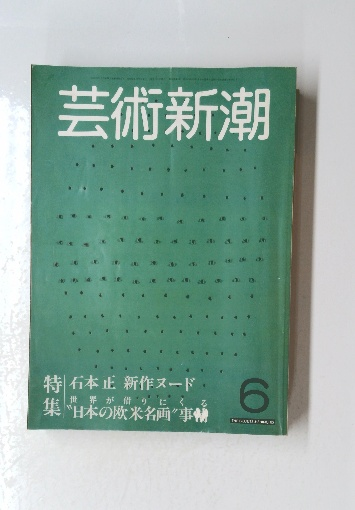 芸術新潮
特集
石本 正 新作ヌード
世界が借りにくる
"日本の欧米名画"事情
6